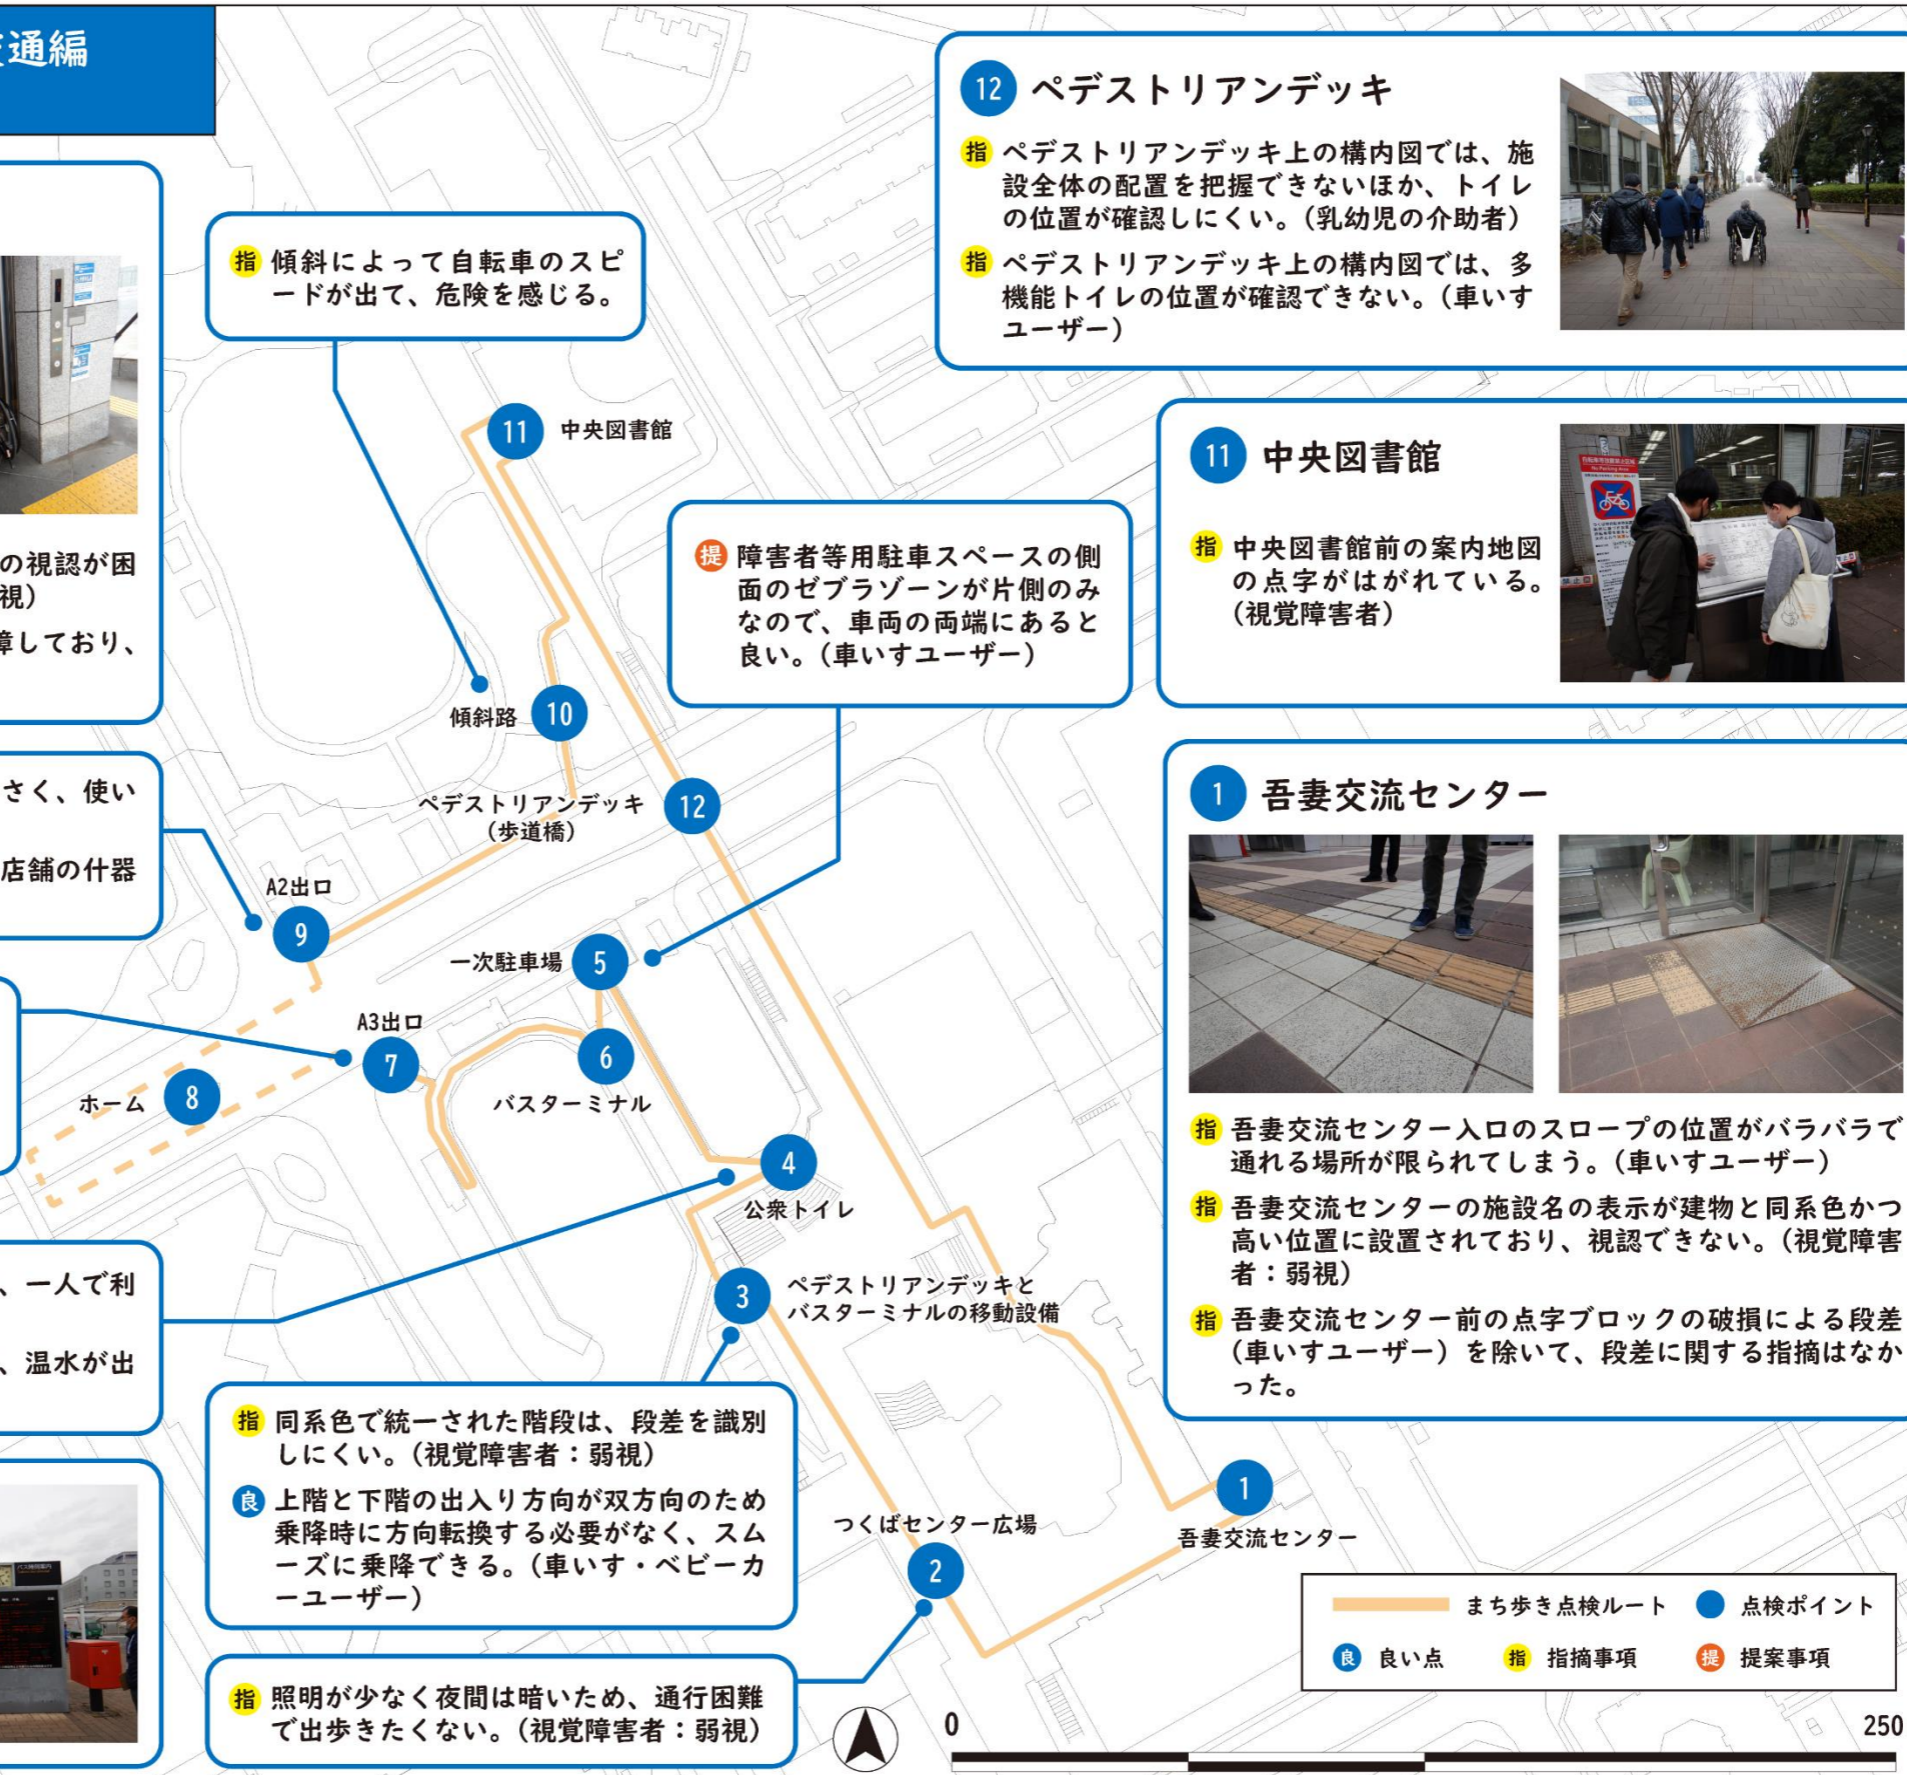 通編
の視認が困
視)
障しており、
さく、使い
店舗の什器
、一人で利
、温水が出
指 傾斜によって自転車のスピ
ードが出て、危険を感じる。
提 障害者等用駐車スペースの側
面のゼブラゾーンが片側のみ
なので、車両の両端にあると
良い。(車いすユーザー)
12 ペデストリアンデッキ
指 ペデストリアンデッキ上の構内図では、施
設全体の配置を把握できないほか、トイレ
の位置が確認しにくい。(乳幼児の介助者)
指 ペデストリアンデッキ上の構内図では、多
機能トイレの位置が確認できない。(車いす
ユーザー)
11 中央図書館
指 中央図書館前の案内地図
の点字がはがれている。
(視覚障害者)
自転車等放置禁止区域
No Parking Area
1 吾妻交流センター
指 吾妻交流センター入口のスロープの位置がバラバラで
通れる場所が限られてしまう。(車いすユーザー)
指 吾妻交流センターの施設名の表示が建物と同系色かつ
高い位置に設置されており、視認できない。(視覚障害
者：弱視)
指 吾妻交流センター前の点字ブロックの破損による段差
(車いすユーザー) を除いて、段差に関する指摘はなか
った。
11 中央図書館
傾斜路 10
ペデストリアンデッキ
(歩道橋)
12
A2出口
9
一次駐車場 5
A3出口
7
6
バスターミナル
ホーム 8
4
公衆トイレ
3 ペデストリアンデッキと
バスターミナルの移動設備
つくばセンター広場
2
1
吾妻交流センター
指 同系色で統一された階段は、段差を識別
しにくい。(視覚障害者：弱視)
良 上階と下階の出入り方向が双方向のため
乗降時に方向転換する必要がなく、スム
ーズに乗降できる。(車いす・ベビーカ
ーユーザー)
指 照明が少なく夜間は暗いため、通行困難
で出歩きたくない。(視覚障害者：弱視)
まち歩き点検ルート 点検ポイント
良 良い点 指 指摘事項 提 提案事項
0 250